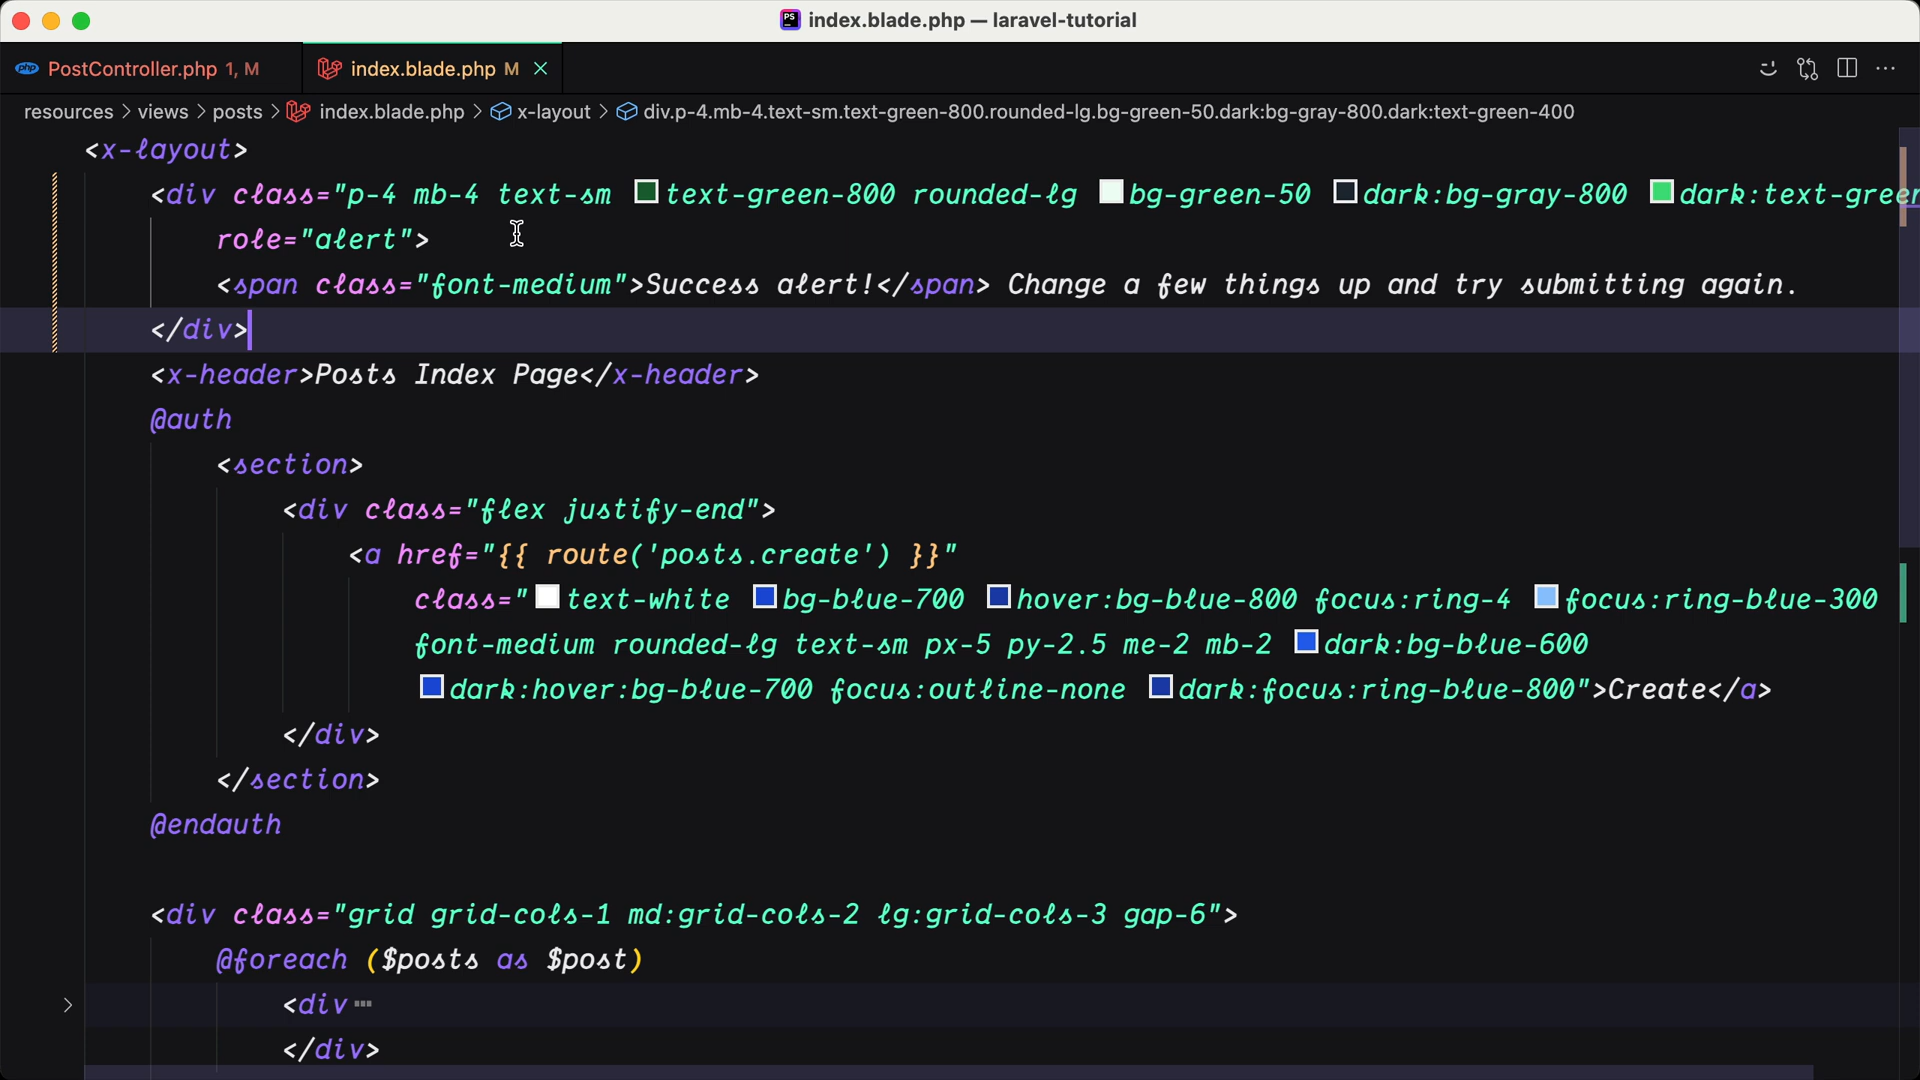 PS index.blade.php — laravel-tutorial
php PostController.php 1, M index.blade.php M
resources > views > posts > index.blade.php > x-layout > div.p-4.mb-4.text-sm.text-green-800.rounded-lg.bg-green-50.dark:bg-gray-800.dark:text-green-400
<x-layout>
<div class="p-4 mb-4 text-sm text-green-800 rounded-lg bg-green-50 dark:bg-gray-800 dark:text-green
role="alert">
<span class="font-medium">Success alert!</span> Change a few things up and try submitting again.
</div>
<x-header>Posts Index Page</x-header>
@auth
<section>
<div class="flex justify-end">
<a href="{{ route('posts.create') }}"
class="text-white bg-blue-700 hover:bg-blue-800 focus:ring-4 focus:ring-blue-300
font-medium rounded-lg text-sm px-5 py-2.5 me-2 mb-2 dark:bg-blue-600
dark:hover:bg-blue-700 focus:outline-none dark:focus:ring-blue-800">Create</a>
</div>
</section>
@endauth
<div class="grid grid-cols-1 md:grid-cols-2 lg:grid-cols-3 gap-6">
@foreach ($posts as $post)
<div
</div>